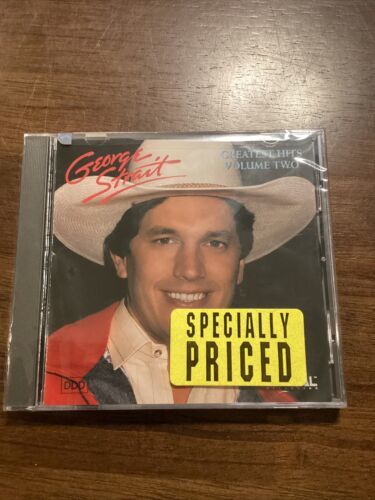 George
Strait
GREATEST HITS
VOLUME TWO
SPECIALLY
PRICED
DDD